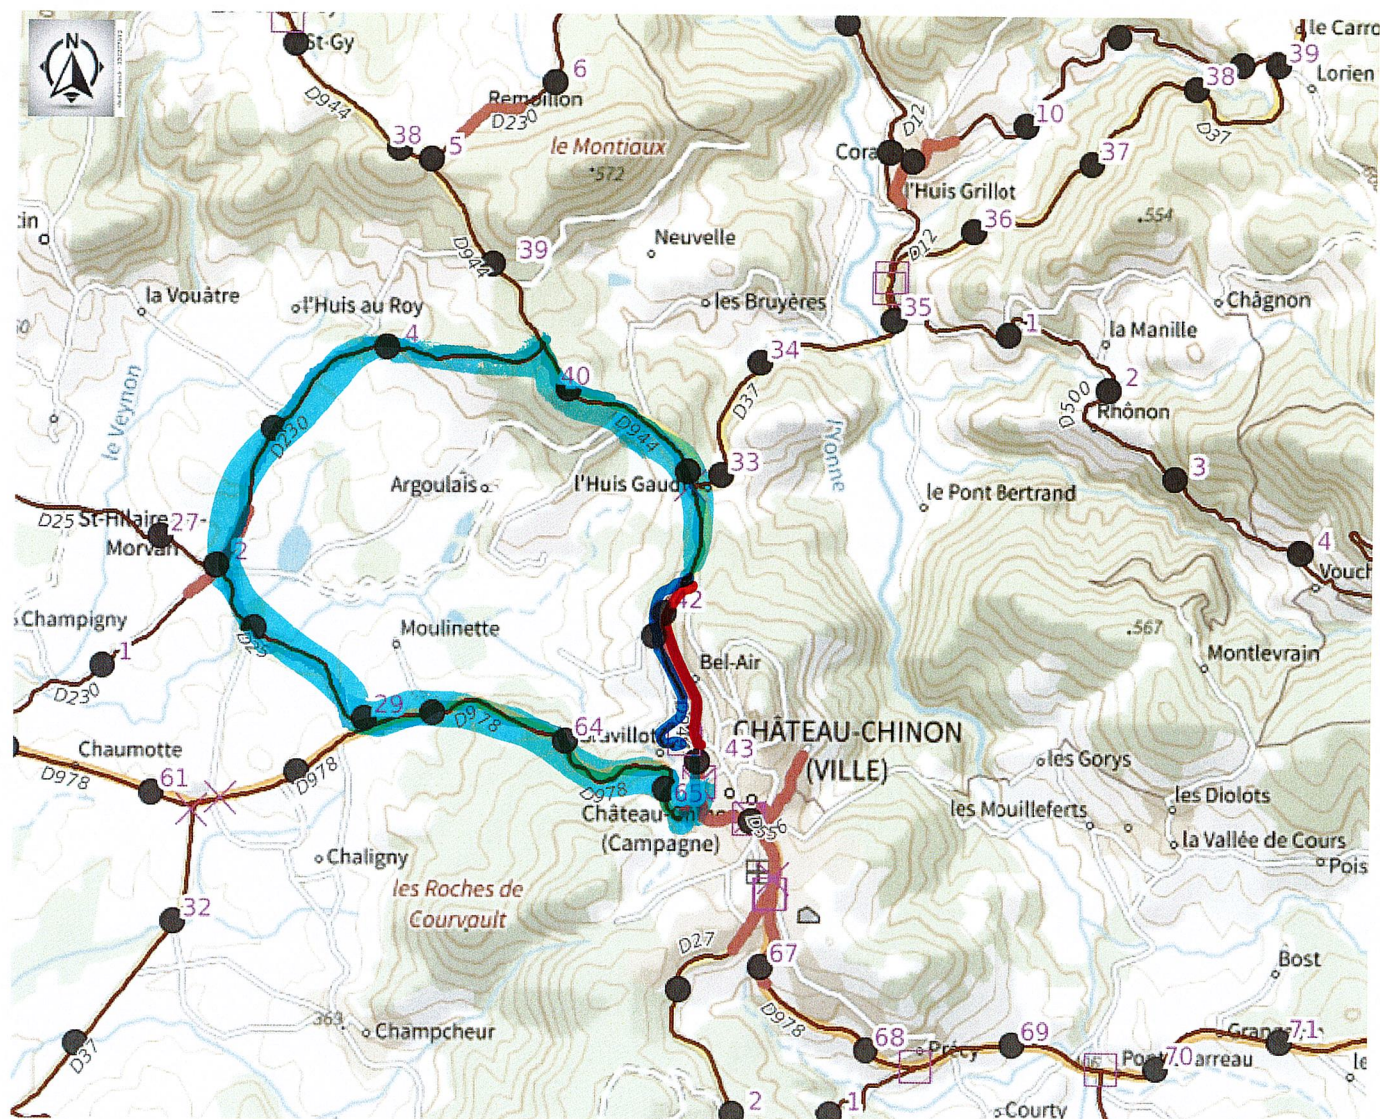 N
St-Gy
D944
38
5
Rempillon
D230
6
le Montiaux
572
D12
Cora
l'Huis Grillot
10
38
39
le Carro
Lorien
D37
37
36
554
tin
D944
39
Neuvelle
D12
la Vouâtre
l'Huis au Roy
les Bruyères
35
1
Châgnon
la Manille
4
34
40
D37
2
D500
Rhônon
le Veynon
D230
D944
l'Yonne
Argoulais
l'Huis Gaud
33
le Pont Bertrand
3
D25
St-Hilaire-
Morvan
27
2
4
Vouch
Champigny
Moulinette
42
567
1
D230
D25
Bel-Air
Montlevrain
29
D978
64
Chaumotte
D978
61
D978
43
CHÂTEAU-CHINON
(VILLE)
les Gorys
D978
65
Château-Chinon
(Campagne)
D556
les Mouilleferts
les Diolots
la Vallée de Cours
Pois
Chaligny
les Roches de
Courvault
32
D27
67
Bost
363
Champcheur
D978
D37
68
Précy
69
70
71
2
1
Courty